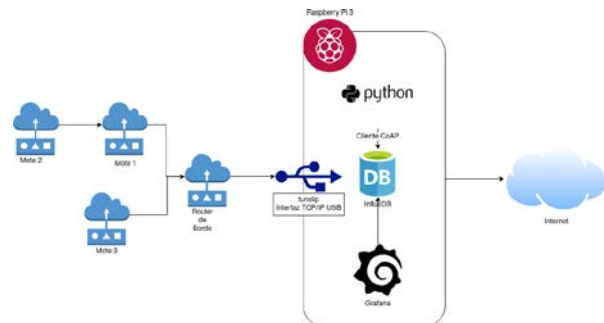 Raspberry Pi 3
python
Cliente CoAP
DB
InfluxDB
Mote 2
Mote 1
Router
de
Borde
tunslip
Interfaz TCP/IP USB
Mote 3
Grafana
Internet